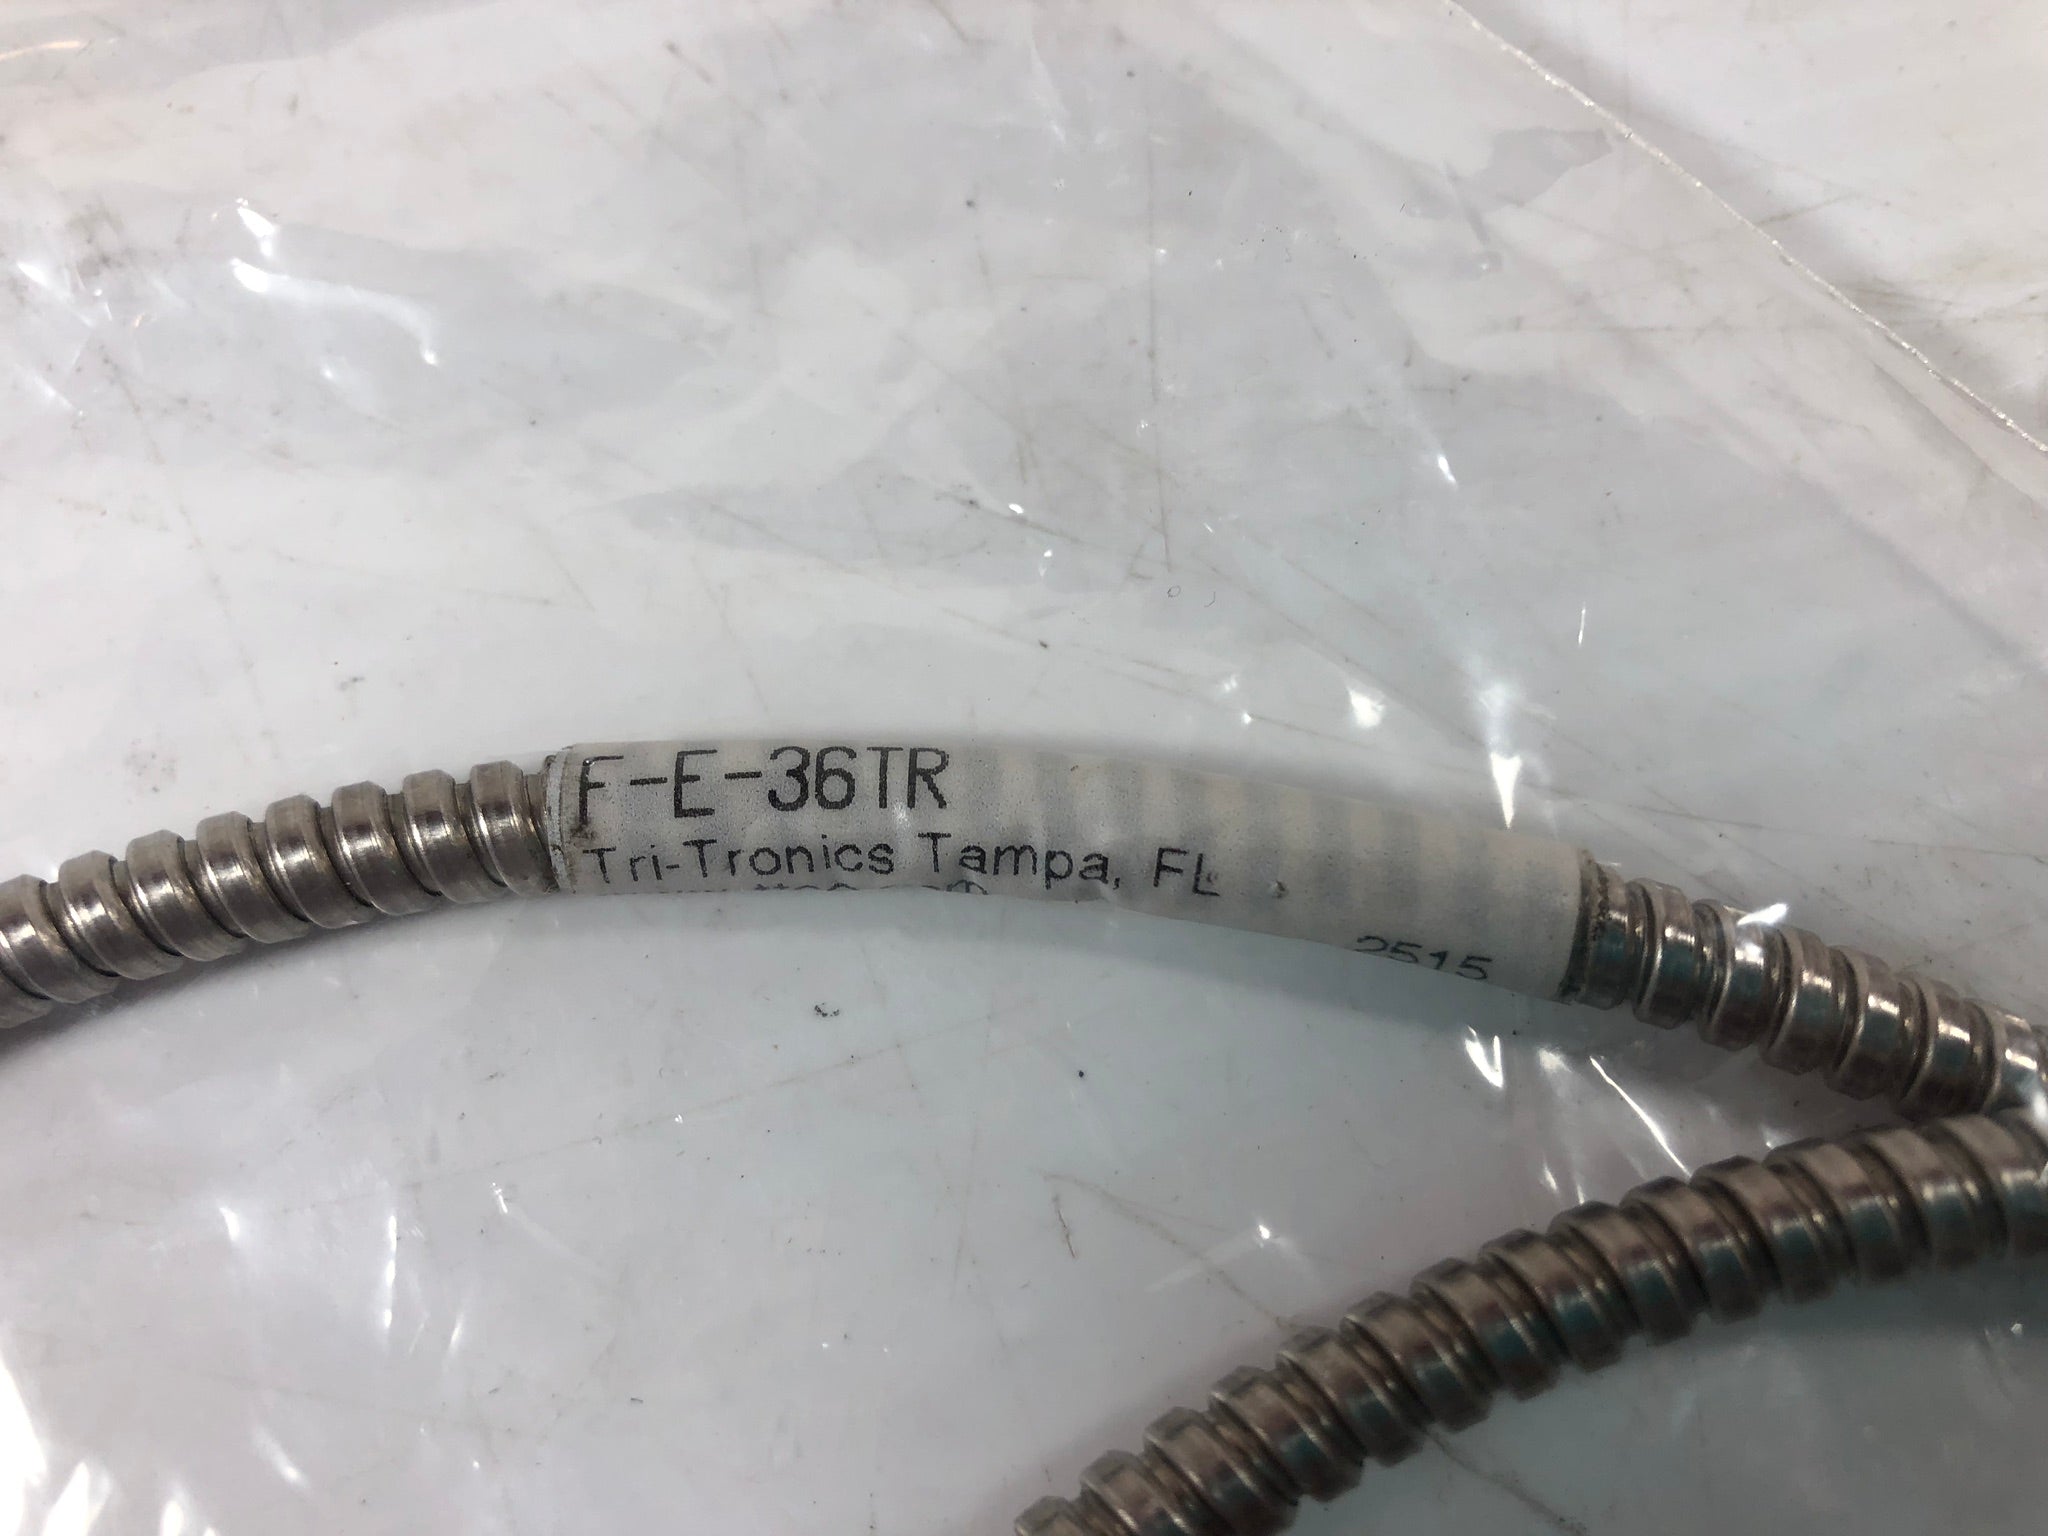 F-E-36TR
Tri-Tronics Tampa, FL
2515